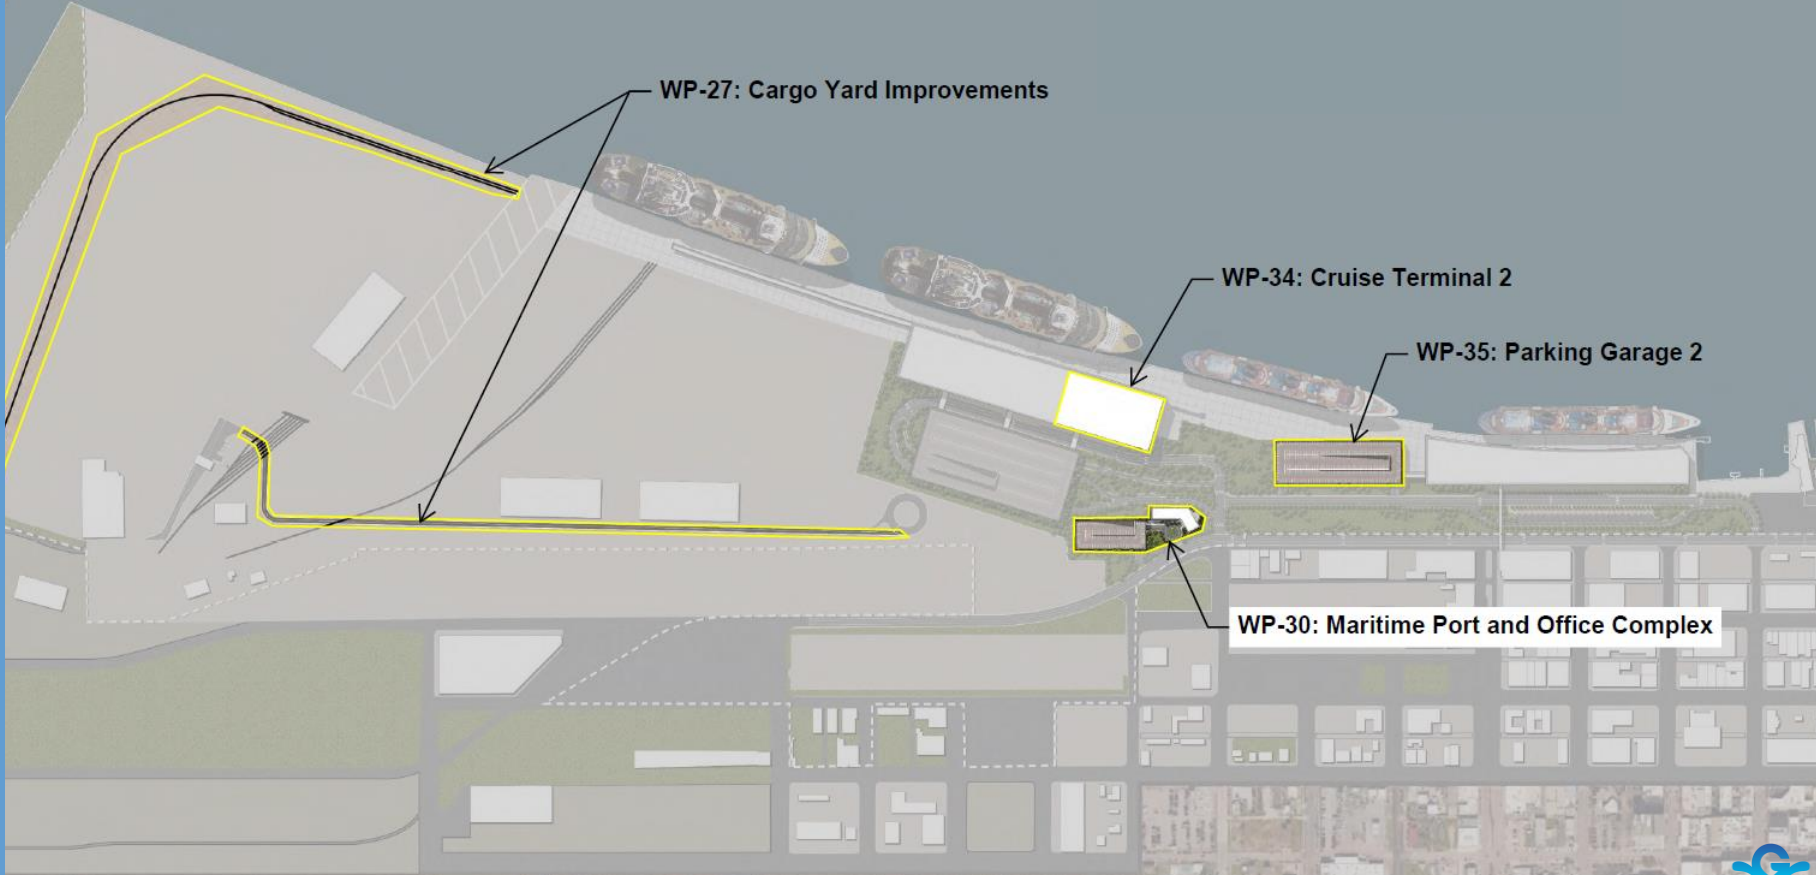 WP-27: Cargo Yard Improvements
WP-34: Cruise Terminal 2
WP-35: Parking Garage 2
WP-30: Maritime Port and Office Complex